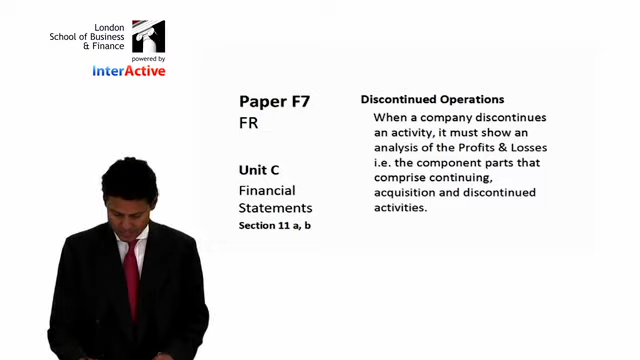 London
School of Business
& Finance
powered by
InterActive
Paper F7
FR
Unit C
Financial
Statements
Section 11 a, b
Discontinued Operations
When a company discontinues
an activity, it must show an
analysis of the Profits & Losses
i.e. the component parts that
comprise continuing,
acquisition and discontinued
activities.